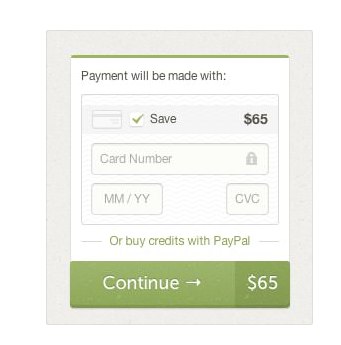 Payment will be made with:
Save $65
Card Number
MM / YY CVC
Or buy credits with PayPal
Continue → $65